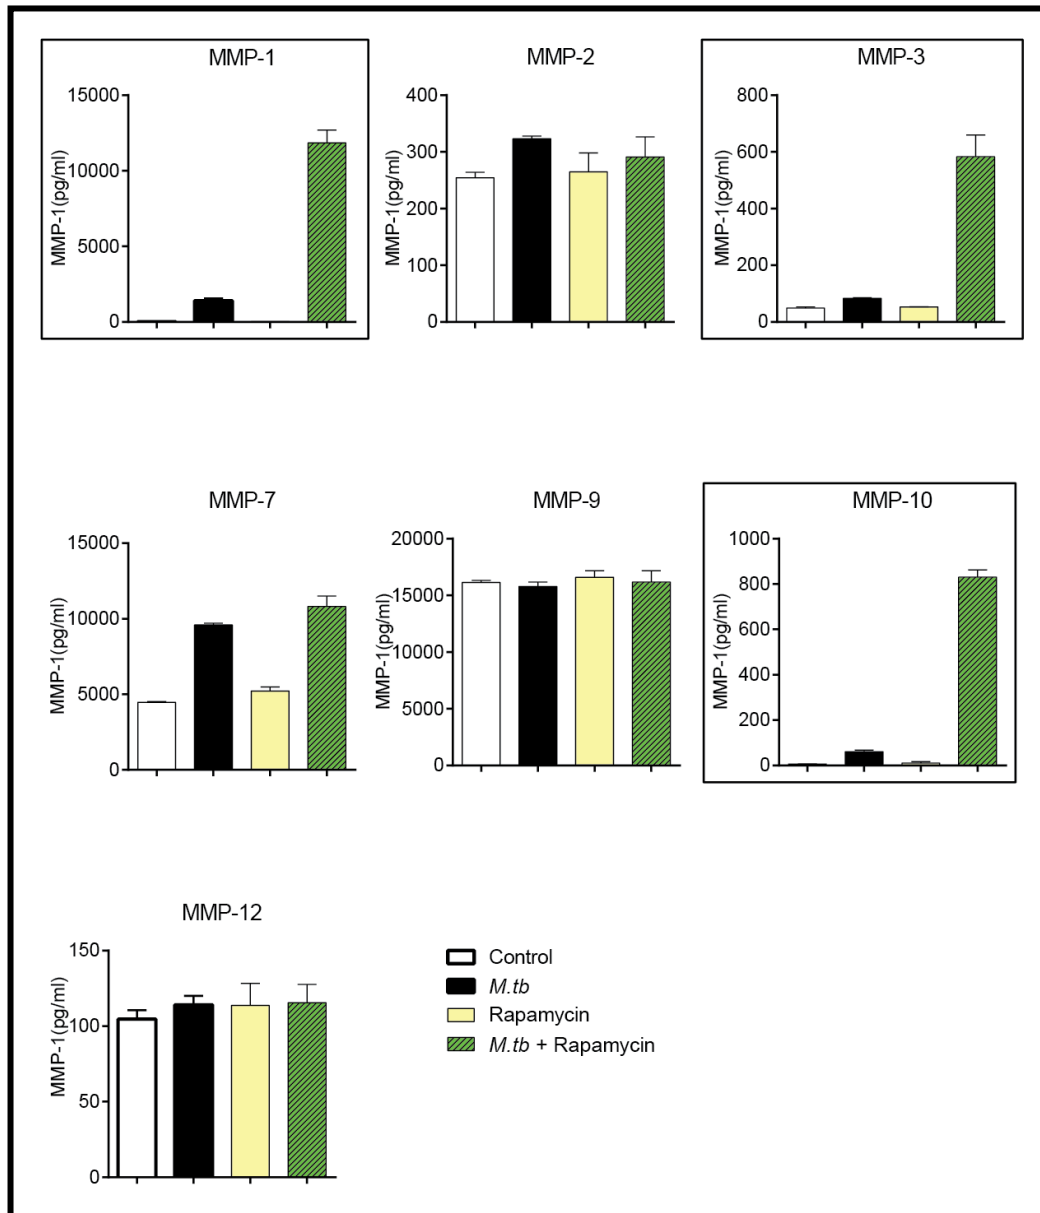 MMP-1
MMP-1(pg/ml)
15000
10000
5000
0
MMP-2
MMP-1(pg/ml)
400
300
200
100
0
MMP-3
MMP-1(pg/ml)
800
600
400
200
0
MMP-7
MMP-1(pg/ml)
15000
10000
5000
0
MMP-9
MMP-1(pg/ml)
20000
15000
10000
5000
0
MMP-10
MMP-1(pg/ml)
1000
800
600
400
200
0
MMP-12
MMP-1(pg/ml)
150
100
50
0
Control
M.tb
Rapamycin
M.tb + Rapamycin